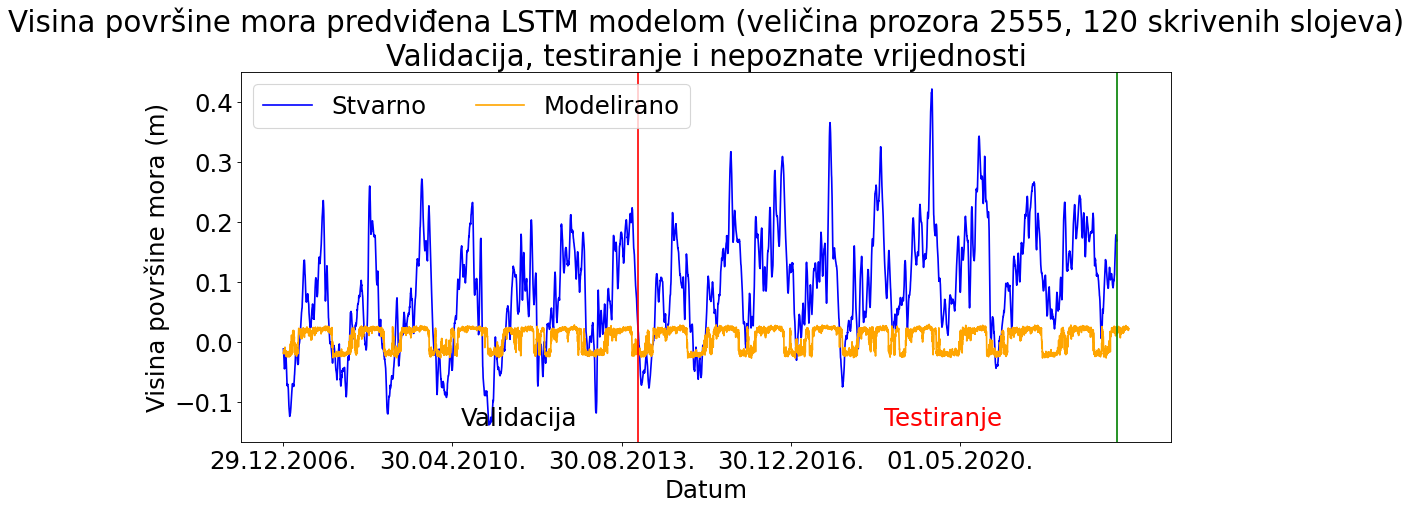 Visina površine mora predviđena LSTM modelom (veličina prozora 2555, 120 skrivenih slojeva)
Validacija, testiranje i nepoznate vrijednosti
Stvarno
Modelirano
Visina površine mora (m)
0.4
0.3
0.2
0.1
0.0
−0.1
Validacija
Testiranje
29.12.2006.
30.04.2010.
30.08.2013.
30.12.2016.
01.05.2020.
Datum